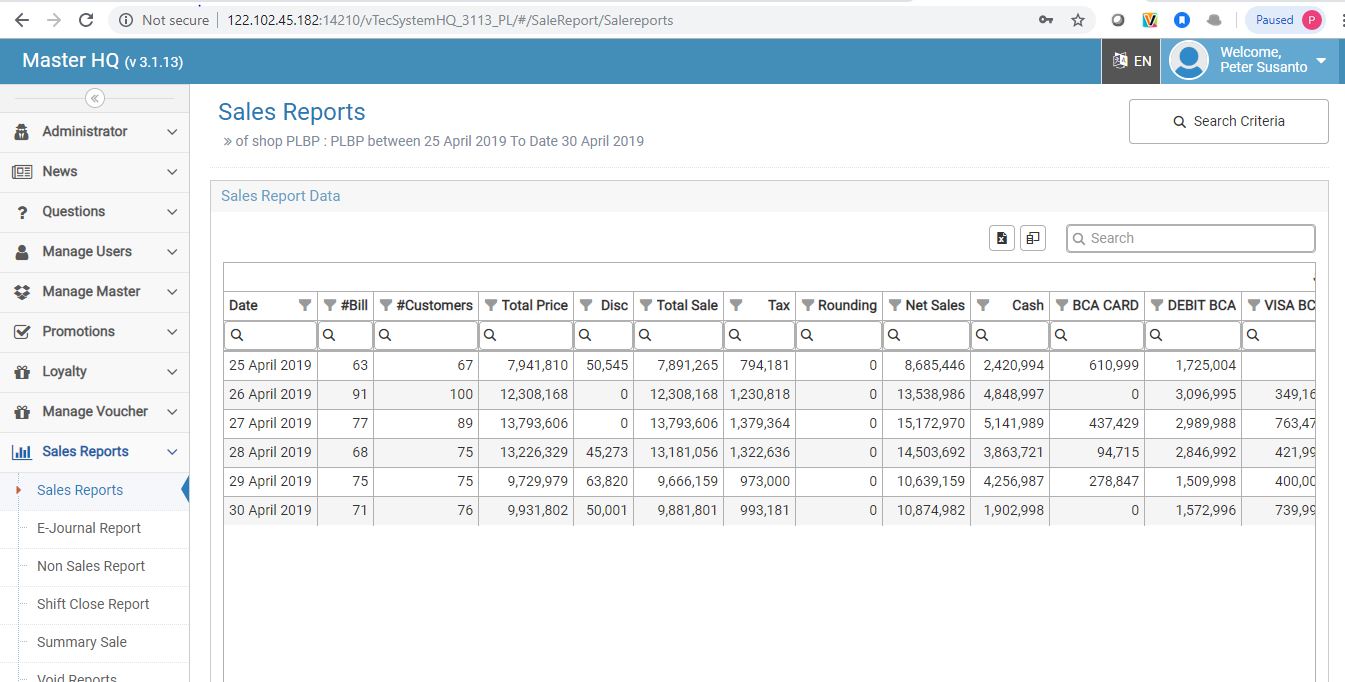 Not secure | 122.102.45.182:14210/vTecSystemHQ_3113_PL/#/SaleReport/Salereports Paused P
Master HQ (v 3.1.13) EN Welcome,
Peter Susanto
Administrator
News
Questions
Manage Users
Manage Master
Promotions
Loyalty
Manage Voucher
Sales Reports
Sales Reports
E-Journal Report
Non Sales Report
Shift Close Report
Summary Sale
Void Reports
Sales Reports
» of shop PLBP : PLBP between 25 April 2019 To Date 30 April 2019
Search Criteria
Sales Report Data
Search
Date #Bill #Customers Total Price Disc Total Sale Tax Rounding Net Sales Cash BCA CARD DEBIT BCA VISA BC
25 April 2019 63 67 7,941,810 50,545 7,891,265 794,181 0 8,685,446 2,420,994 610,999 1,725,004
26 April 2019 91 100 12,308,168 0 12,308,168 1,230,818 0 13,538,986 4,848,997 0 3,096,995 349,16
27 April 2019 77 89 13,793,606 0 13,793,606 1,379,364 0 15,172,970 5,141,989 437,429 2,989,988 763,47
28 April 2019 68 75 13,226,329 45,273 13,181,056 1,322,636 0 14,503,692 3,863,721 94,715 2,846,992 421,99
29 April 2019 75 75 9,729,979 63,820 9,666,159 973,000 0 10,639,159 4,256,987 278,847 1,509,998 400,00
30 April 2019 71 76 9,931,802 50,001 9,881,801 993,181 0 10,874,982 1,902,998 0 1,572,996 739,99